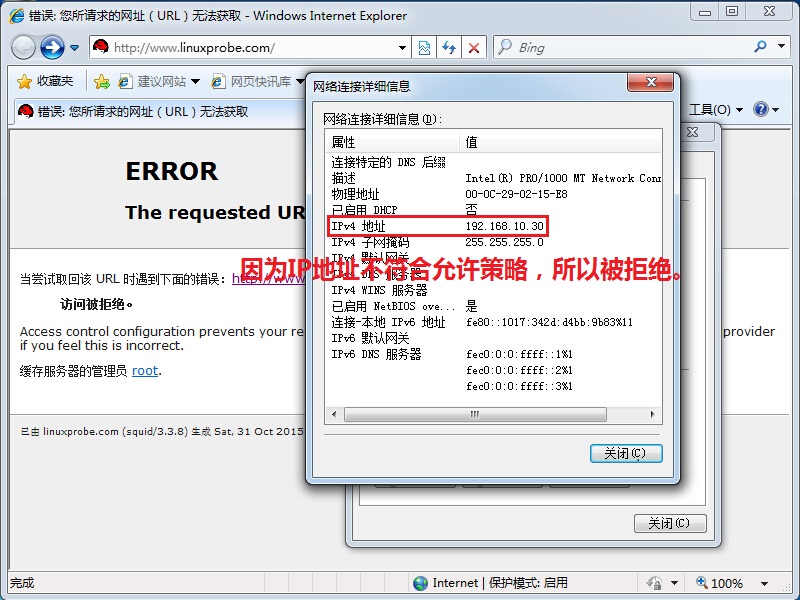 错误: 您所请求的网址（URL）无法获取 - Windows Internet Explorer
http://www.linuxprobe.com/
Bing
收藏夹
建议网站
网页快讯库
错误: 您所请求的网址（URL）无法获取
工具(O)
ERROR
The requested UR
当尝试取回该 URL 时遇到下面的错误: http://www
访问被拒绝。
Access control configuration prevents your re
provider
if you feel this is incorrect.
缓存服务器的管理员 root.
已由 linuxprobe.com (squid/3.3.8) 生成 Sat, 31 Oct 2015
网络连接详细信息
网络连接详细信息(D):
属性 值
连接特定的 DNS 后缀
描述 Intel(R) PRO/1000 MT Network Conn
物理地址 00-0C-29-02-15-E8
已启用 DHCP 否
IPv4 地址 192.168.10.30
IPv4 子网掩码 255.255.255.0
IPv4 默认网关
因为IP地址不符合允许策略，所以被拒绝。
IPv4 DNS 服务器
IPv4 WINS 服务器
已启用 NetBIOS ove... 是
连接-本地 IPv6 地址 fe80::1017:342d:d4bb:9b83%11
IPv6 默认网关
IPv6 DNS 服务器 fec0:0:0:ffff::1%1
fec0:0:0:ffff::2%1
fec0:0:0:ffff::3%1
关闭(C)
关闭(C)
完成
Internet | 保护模式: 启用
100%